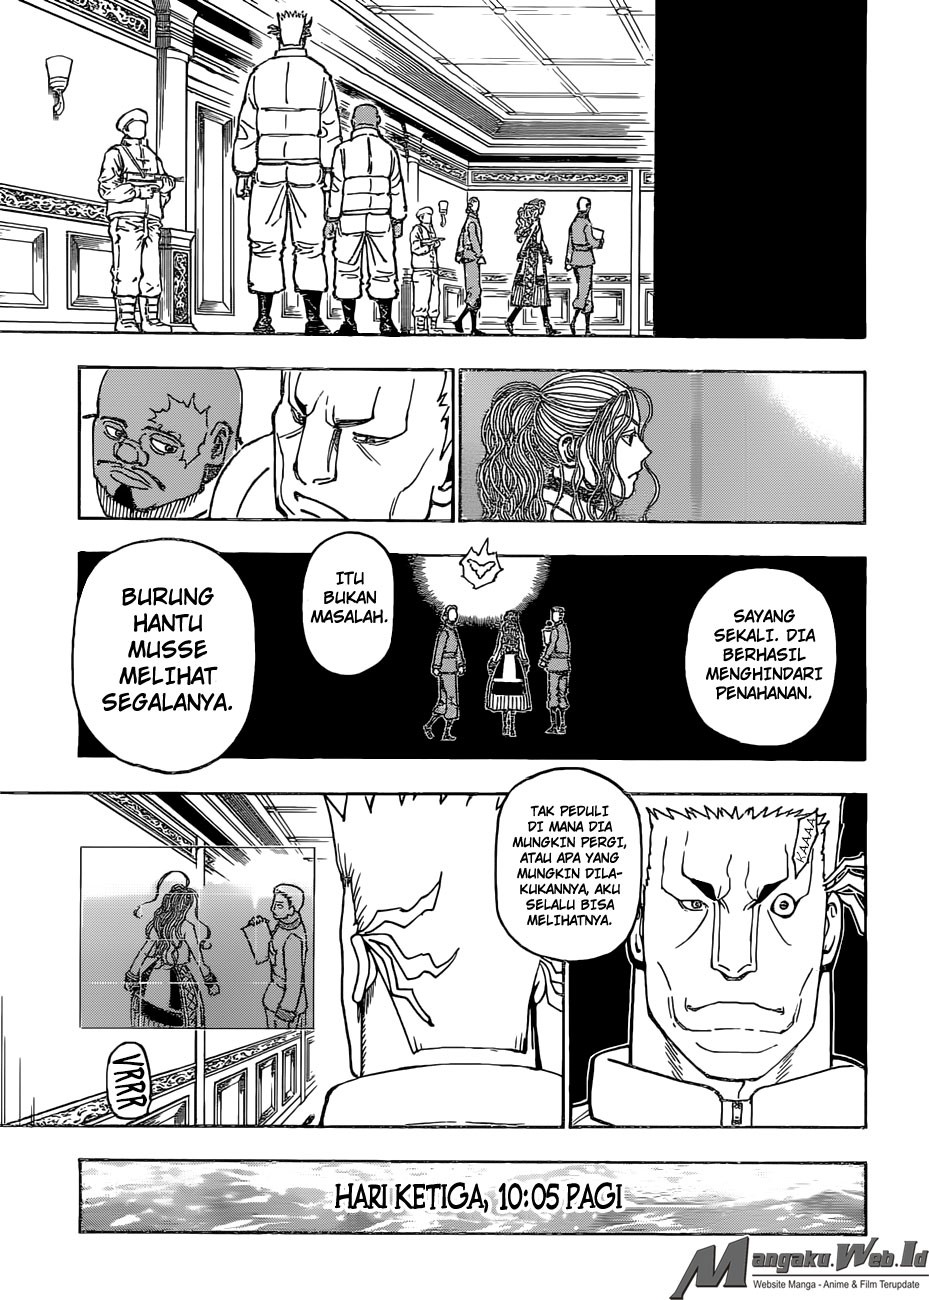 SAYANG
SEKALI. DIA
BERHASIL
MENGHINDARI
PENAHANAN.
ITU
BUKAN
MASALAH.
BURUNG
HANTU
MUSSE
MELIHAT
SEGALANYA.
KAAAA
TAK PEDULI
DI MANA DIA
MUNGKIN PERGI,
ATAU APA YANG
MUNGKIN DILA-
KUKANNYA, AKU
SELALU BISA
MELIHATNYA.
VRRR
HARI KETIGA, 10:05 PAGI
Mangaku.Web.Id
Website Manga - Anime & Film Terupdate